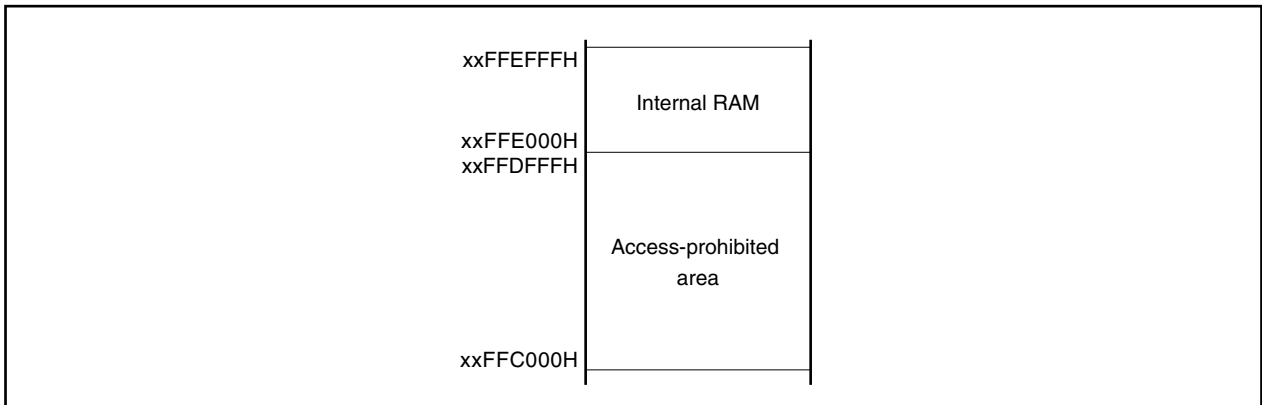 xxFFEFFFH
Internal RAM
xxFFE000H
xxFFDFFFH
Access-prohibited
area
xxFFC000H